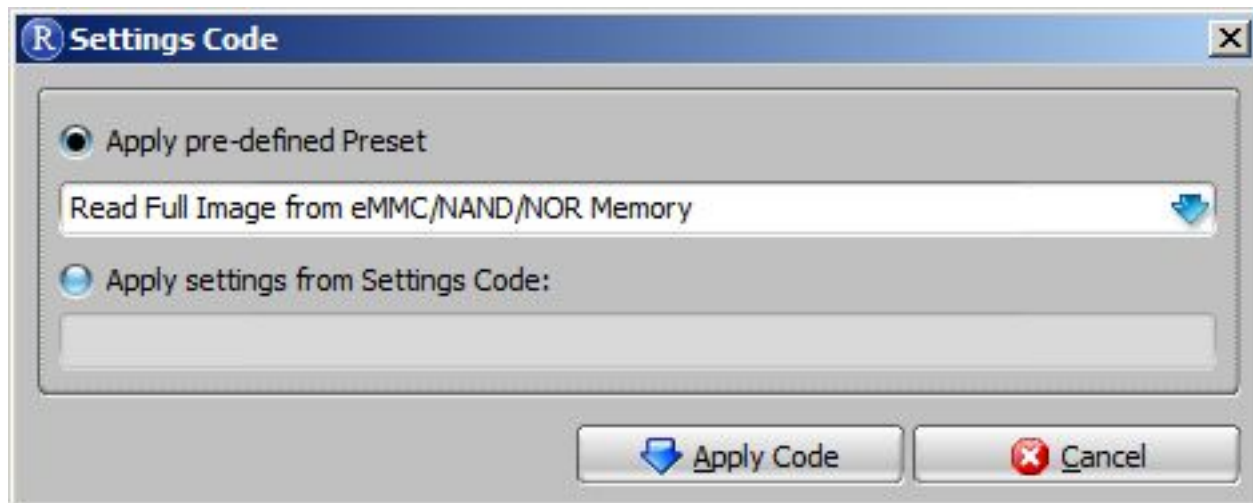 R Settings Code
Apply pre-defined Preset
Read Full Image from eMMC/NAND/NOR Memory
Apply settings from Settings Code:
Apply Code Cancel